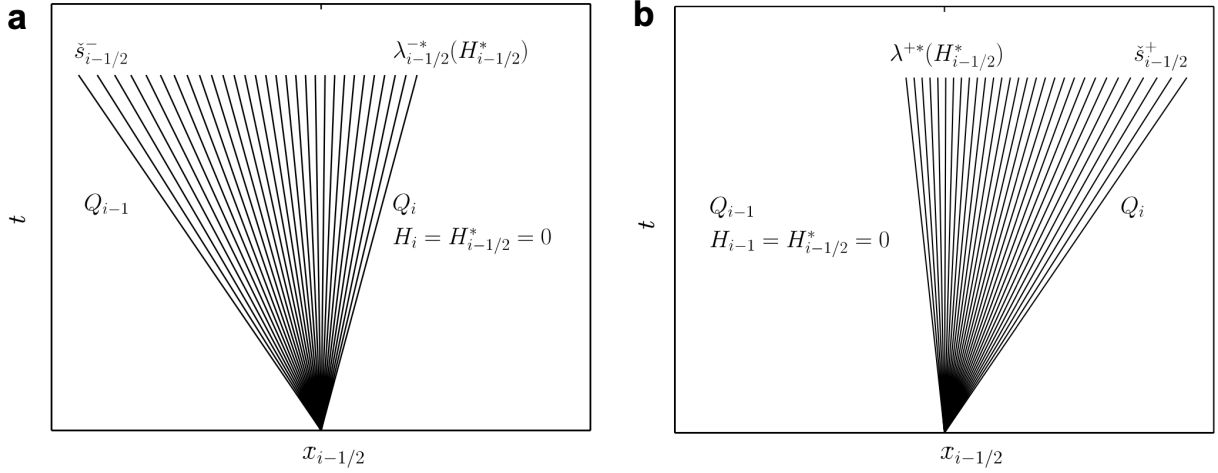 a
š⁻ᵢ₋₁/₂
λ⁻*ᵢ₋₁/₂(H*ᵢ₋₁/₂)
Qᵢ₋₁
Qᵢ
Hᵢ = H*ᵢ₋₁/₂ = 0
t
xᵢ₋₁/₂
b
λ⁺*(H*ᵢ₋₁/₂)
š⁺ᵢ₋₁/₂
Qᵢ₋₁
Hᵢ₋₁ = H*ᵢ₋₁/₂ = 0
Qᵢ
t
xᵢ₋₁/₂